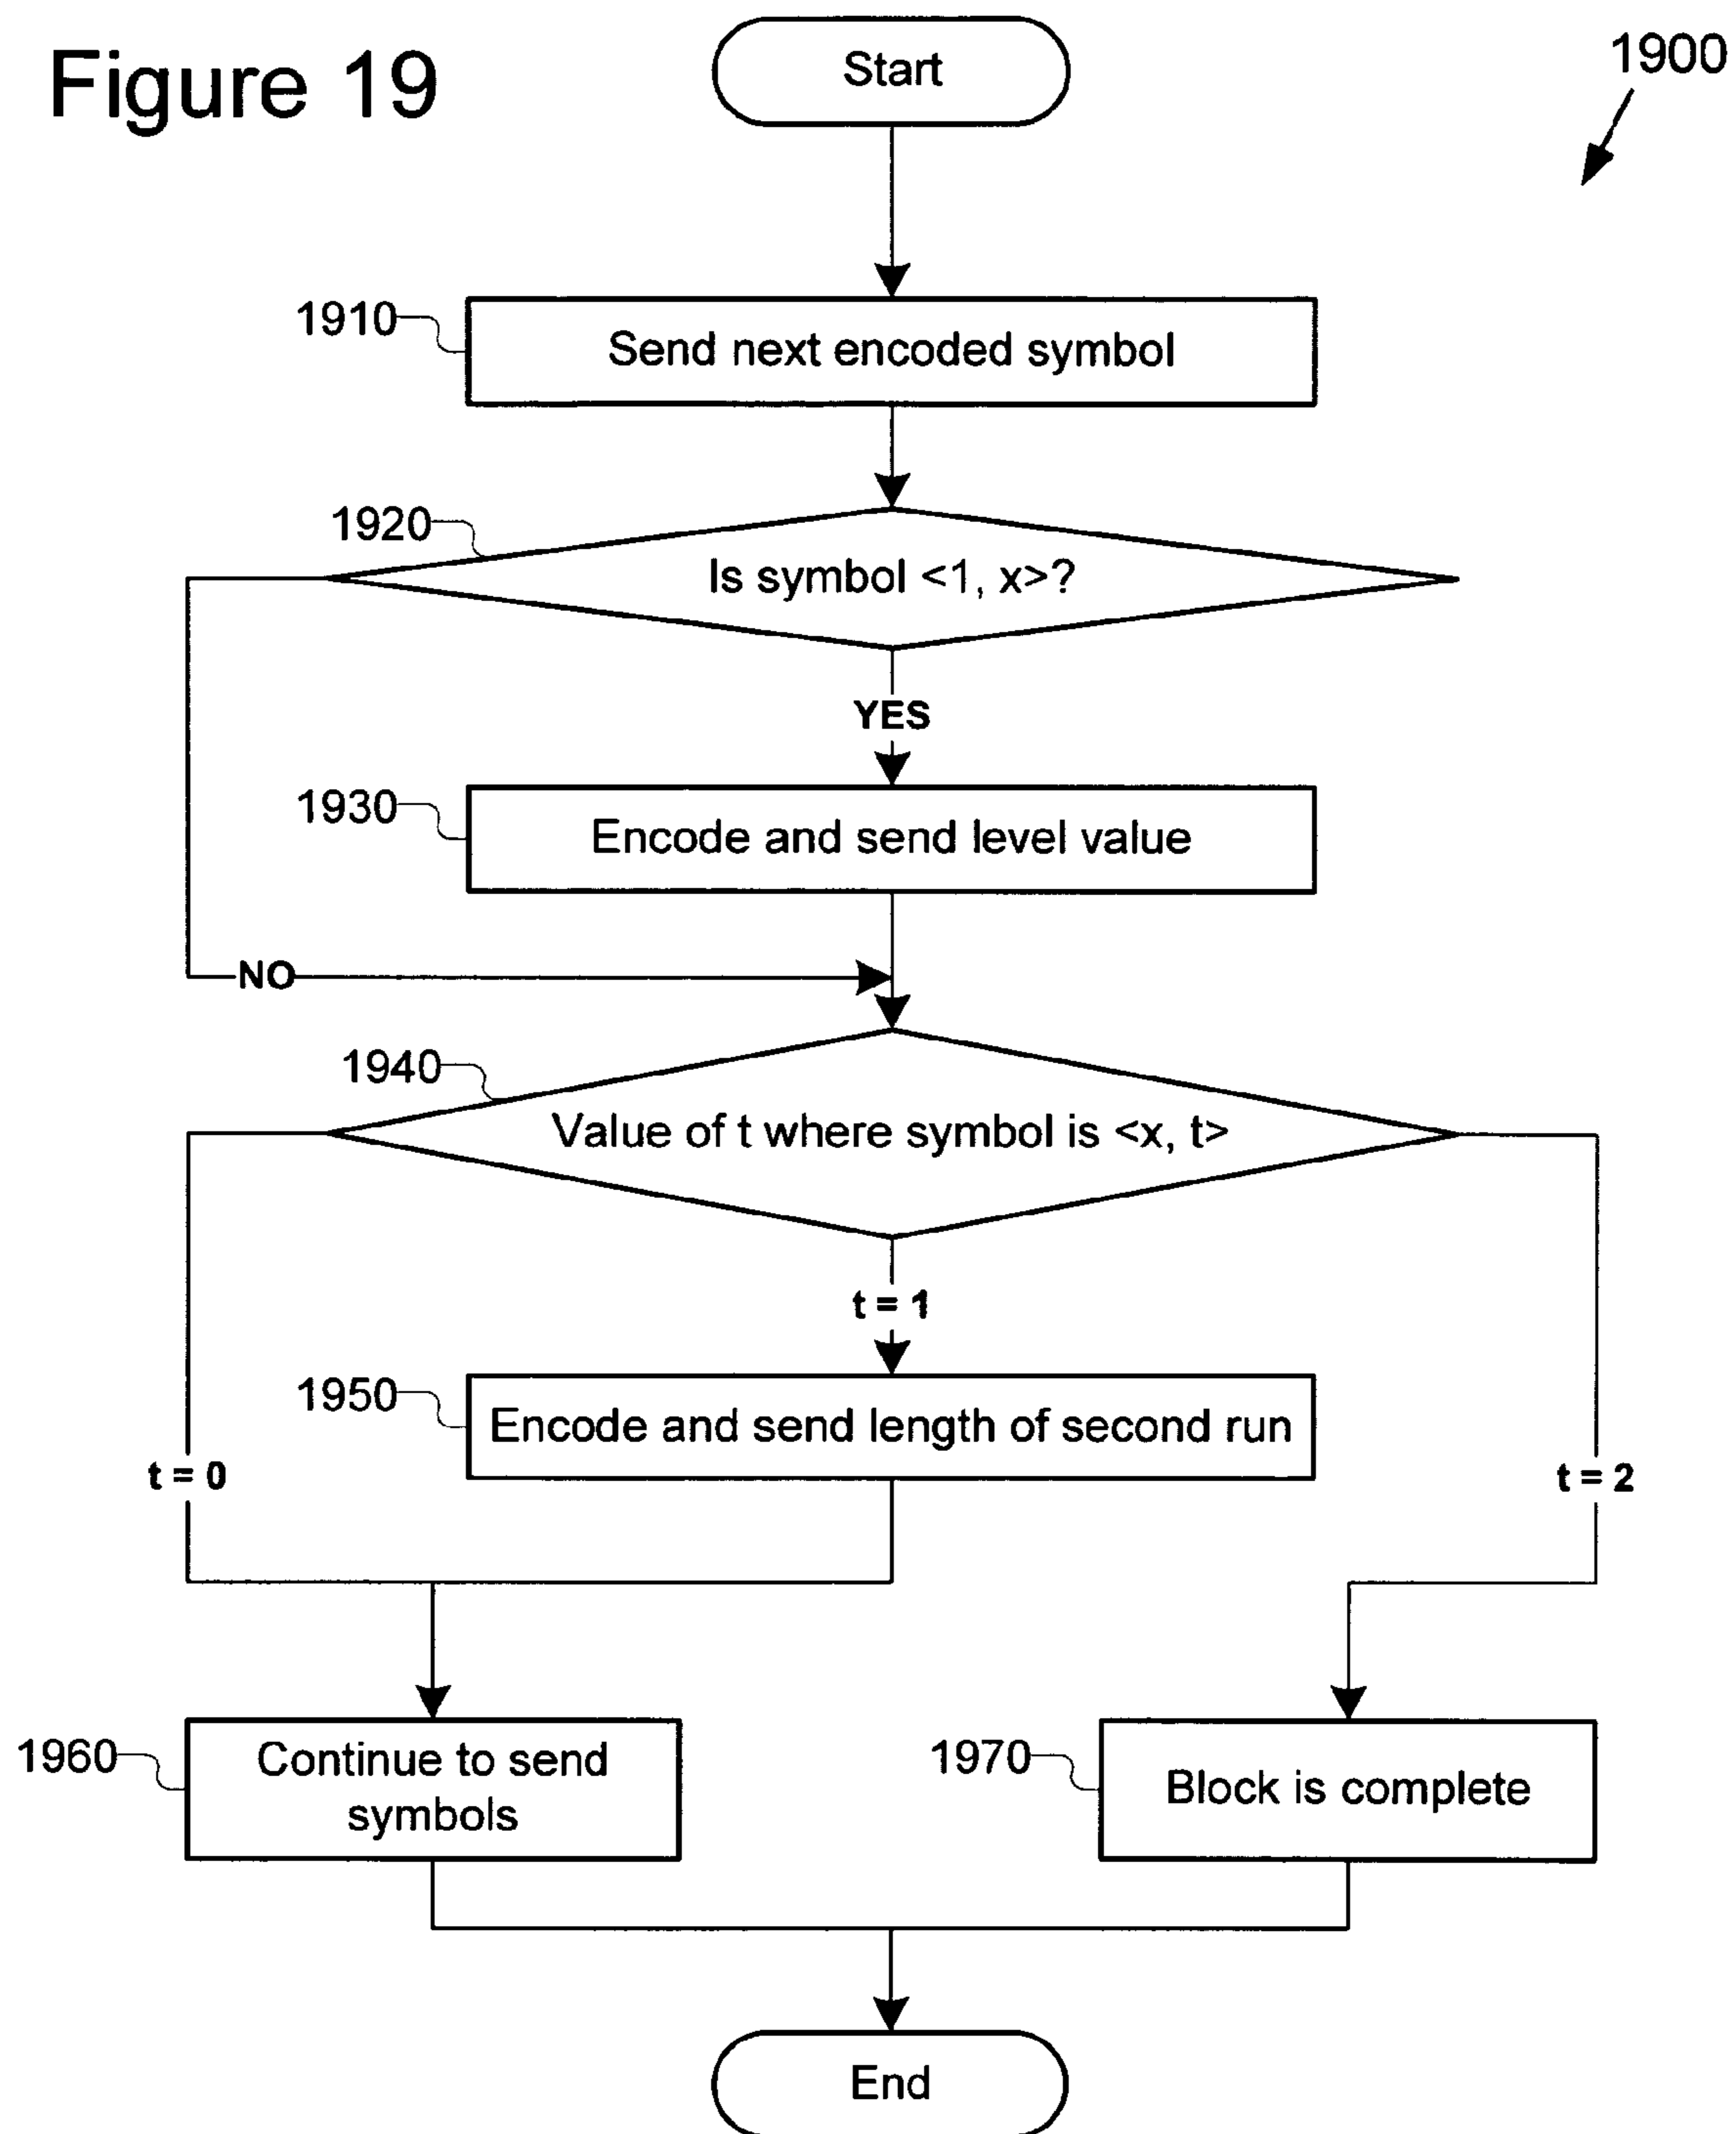 Figure 19
Start
1900
1910
Send next encoded symbol
1920
Is symbol <1, x>?
YES
1930
Encode and send level value
NO
1940
Value of t where symbol is <x, t>
t = 1
1950
Encode and send length of second run
t = 0
t = 2
1960
Continue to send
symbols
1970
Block is complete
End